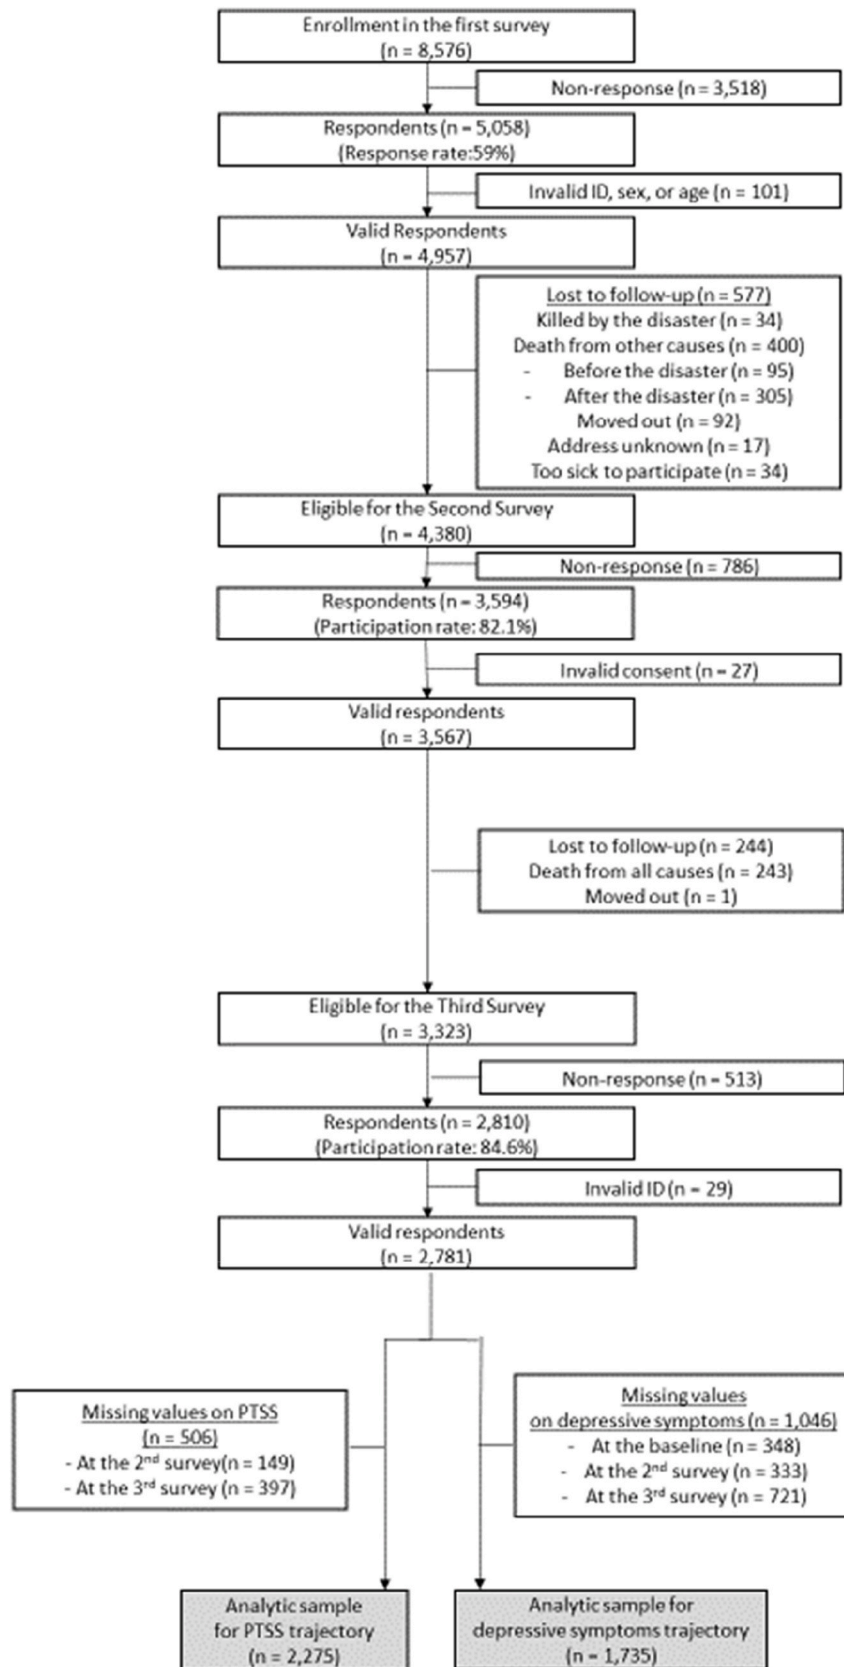 Enrollment in the first survey
(n = 8,576)
Non-response (n = 3,518)
Respondents (n = 5,058)
(Response rate:59%)
Invalid ID, sex, or age (n = 101)
Valid Respondents
(n = 4,957)
Lost to follow-up (n = 577)
Killed by the disaster (n = 34)
Death from other causes (n = 400)
- Before the disaster (n = 95)
- After the disaster (n = 305)
Moved out (n = 92)
Address unknown (n = 17)
Too sick to participate (n = 34)
Eligible for the Second Survey
(n = 4,380)
Non-response (n = 786)
Respondents (n = 3,594)
(Participation rate: 82.1%)
Invalid consent (n = 27)
Valid respondents
(n = 3,567)
Lost to follow-up (n = 244)
Death from all causes (n = 243)
Moved out (n = 1)
Eligible for the Third Survey
(n = 3,323)
Non-response (n = 513)
Respondents (n = 2,810)
(Participation rate: 84.6%)
Invalid ID (n = 29)
Valid respondents
(n = 2,781)
Missing values on PTSS
(n = 506)
- At the 2nd survey(n = 149)
- At the 3rd survey (n = 397)
Missing values
on depressive symptoms (n = 1,046)
- At the baseline (n = 348)
- At the 2nd survey (n = 333)
- At the 3rd survey (n = 721)
Analytic sample
for PTSS trajectory
(n = 2,275)
Analytic sample for
depressive symptoms trajectory
(n = 1,735)